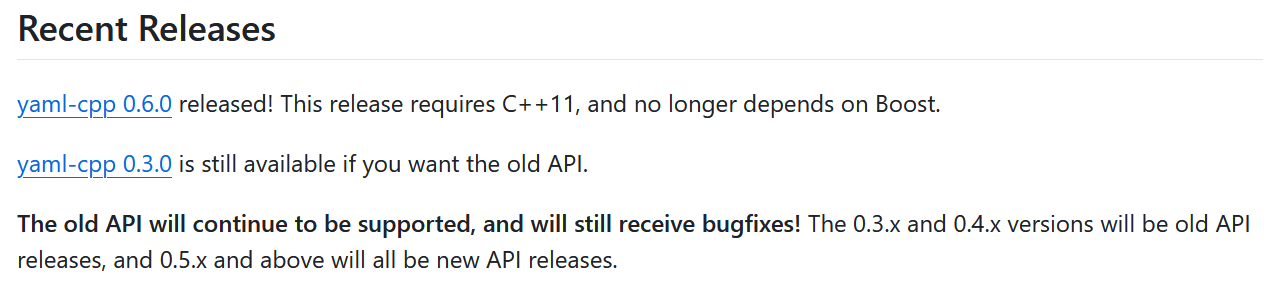 Recent Releases
yaml-cpp 0.6.0 released! This release requires C++11, and no longer depends on Boost.
yaml-cpp 0.3.0 is still available if you want the old API.
The old API will continue to be supported, and will still receive bugfixes! The 0.3.x and 0.4.x versions will be old API
releases, and 0.5.x and above will all be new API releases.